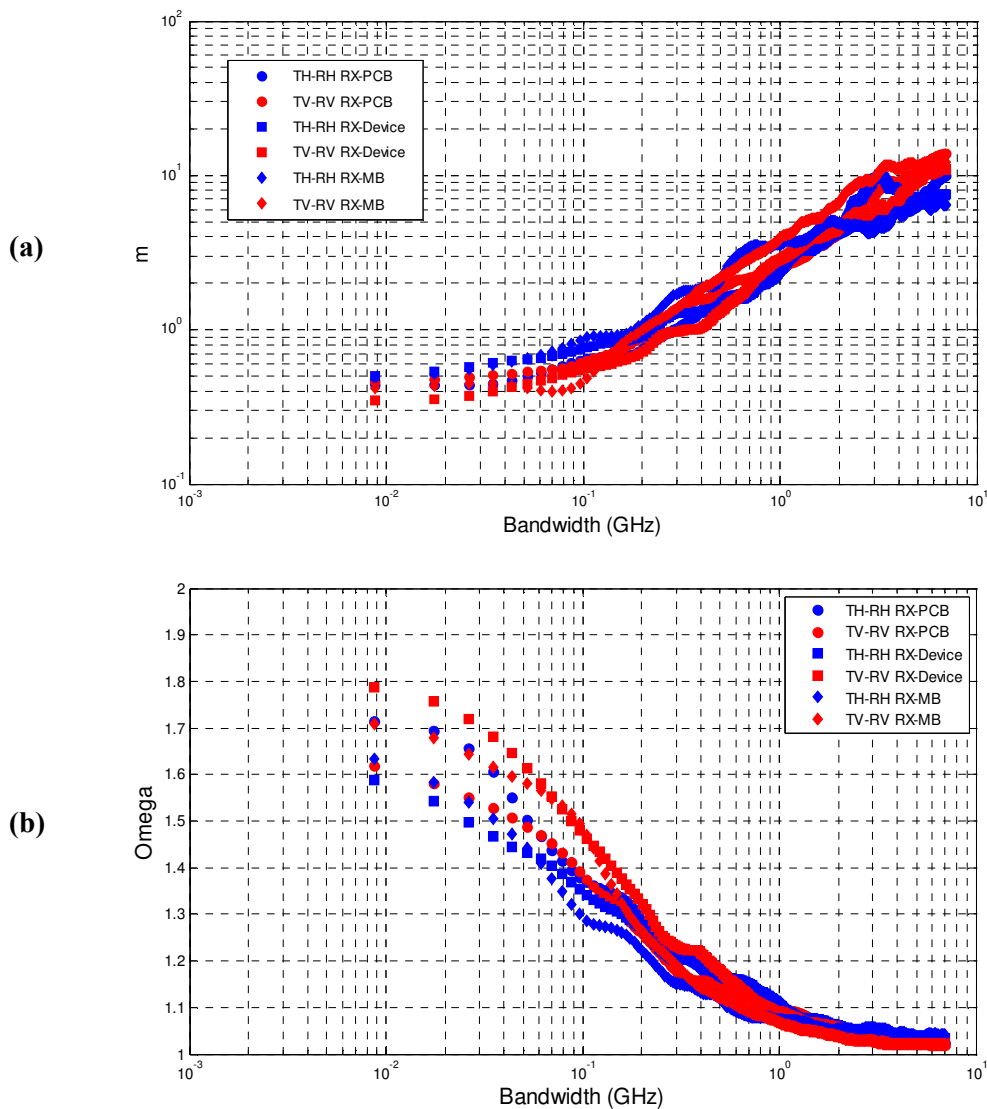 (a)
10^2
10^1
10^0
10^-1
m
TH-RH RX-PCB
TV-RV RX-PCB
TH-RH RX-Device
TV-RV RX-Device
TH-RH RX-MB
TV-RV RX-MB
10^-3
10^-2
10^-1
10^0
10^1
Bandwidth (GHz)
(b)
2
1.9
1.8
1.7
1.6
1.5
1.4
1.3
1.2
1.1
1
Omega
TH-RH RX-PCB
TV-RV RX-PCB
TH-RH RX-Device
TV-RV RX-Device
TH-RH RX-MB
TV-RV RX-MB
10^-3
10^-2
10^-1
10^0
10^1
Bandwidth (GHz)